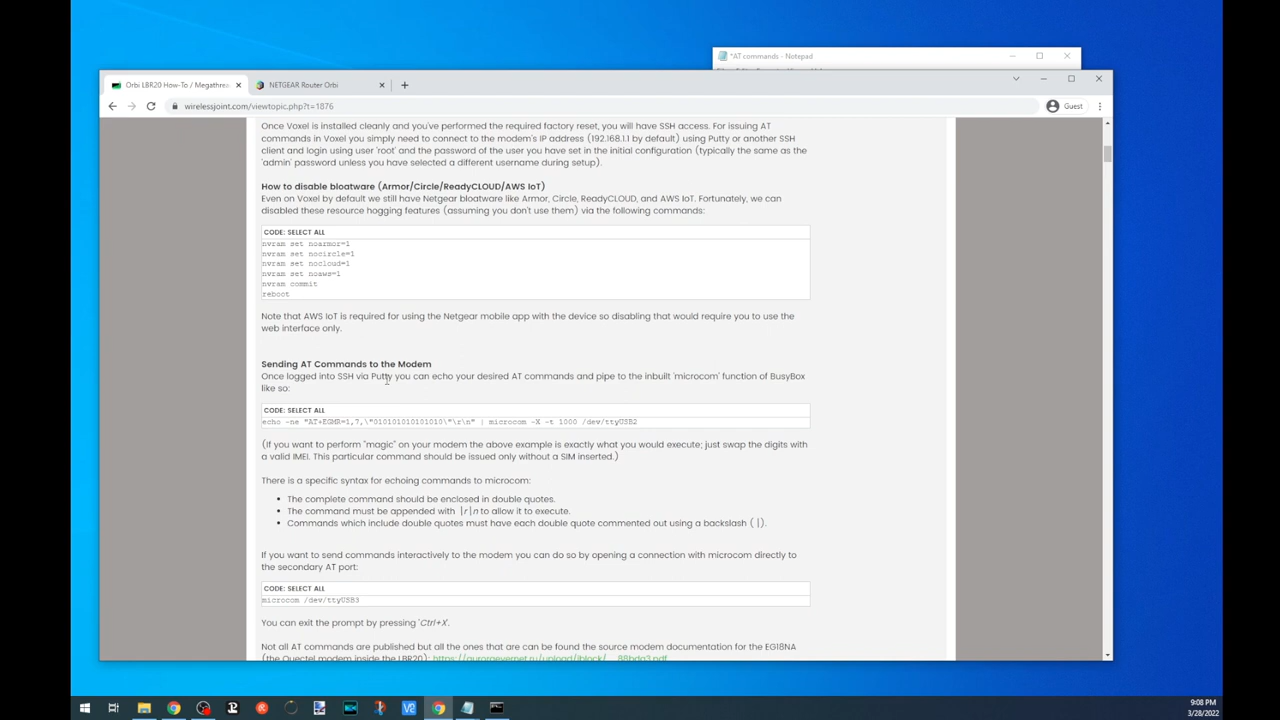 *AT commands - Notepad
Orbi LBR20 How-To / Megathrea
NETGEAR Router Orbi
wirelessjoint.com/viewtopic.php?t=1876
Guest
Once Voxel is installed cleanly and you've performed the required factory reset, you will have SSH access. For issuing AT
commands in Voxel you simply need to connect to the modem's IP address (192.168.1.1 by default) using Putty or another SSH
client and login using user 'root' and the password of the user you have set in the initial configuration (typically the same as the
'admin' password unless you have selected a different username during setup).
How to disable bloatware (Armor/Circle/ReadyCLOUD/AWS IoT)
Even on Voxel by default we still have Netgear bloatware like Armor, Circle, ReadyCLOUD, and AWS IoT. Fortunately, we can
disabled these resource hogging features (assuming you don't use them) via the following commands:
CODE: SELECT ALL
nvram set noarmor=1
nvram set nocircle=1
nvram set nocloud=1
nvram set noaws=1
nvram commit
reboot
Note that AWS IoT is required for using the Netgear mobile app with the device so disabling that would require you to use the
web interface only.
Sending AT Commands to the Modem
Once logged into SSH via Putty you can echo your desired AT commands and pipe to the inbuilt 'microcom' function of BusyBox
like so:
CODE: SELECT ALL
echo -ne "AT+EGMR=1,7,\"010101010101010\"\r\n" | microcom -X -t 1000 /dev/ttyUSB2
(If you want to perform "magic" on your modem the above example is exactly what you would execute; just swap the digits with
a valid IMEI. This particular command should be issued only without a SIM inserted.)
There is a specific syntax for echoing commands to microcom:
• The complete command should be enclosed in double quotes.
• The command must be appended with \r\n to allow it to execute.
• Commands which include double quotes must have each double quote commented out using a backslash ( \ ).
If you want to send commands interactively to the modem you can do so by opening a connection with microcom directly to
the secondary AT port:
CODE: SELECT ALL
microcom /dev/ttyUSB3
You can exit the prompt by pressing 'Ctrl+X'.
Not all AT commands are published but all the ones that are can be found the source modem documentation for the EG18NA
(the Quectel modem inside the LBR20):
9:08 PM
3/28/2022